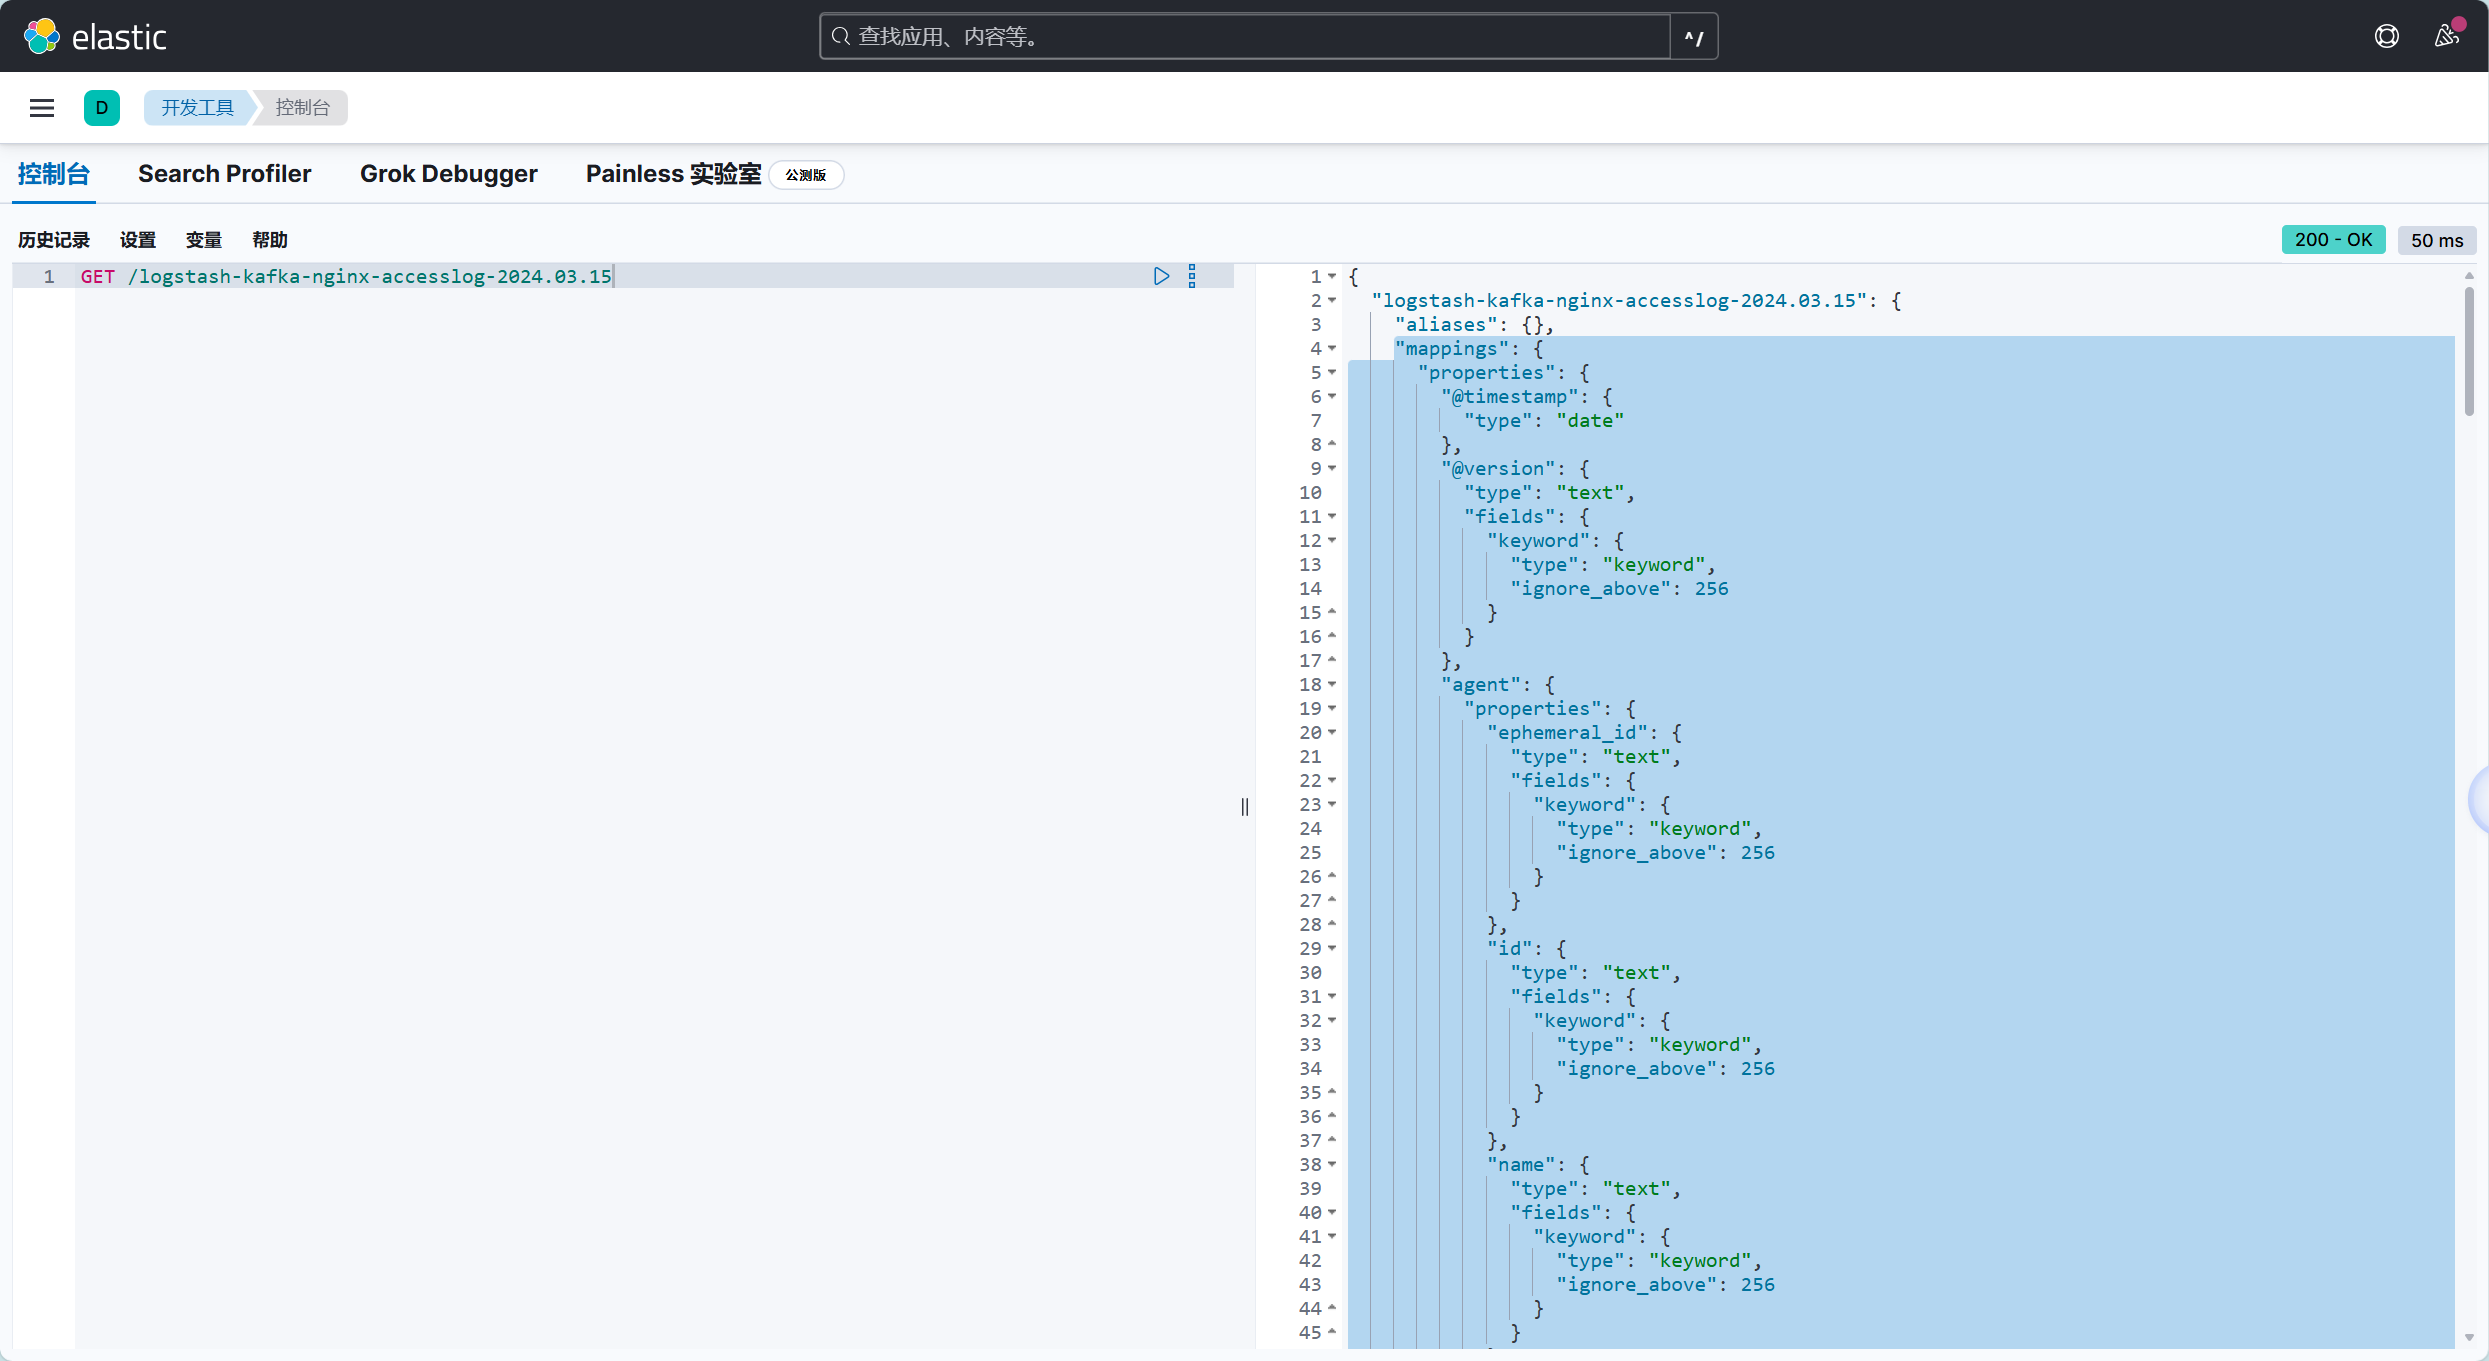 elastic
查找应用、内容等。
^/
D
开发工具
控制台
控制台
Search Profiler
Grok Debugger
Painless 实验室
公测版
历史记录
设置
变量
帮助
200 - OK
50 ms
1 GET /logstash-kafka-nginx-accesslog-2024.03.15
1 {
2 "logstash-kafka-nginx-accesslog-2024.03.15": {
3 "aliases": {},
4 "mappings": {
5 "properties": {
6 "@timestamp": {
7 "type": "date"
8 },
9 "@version": {
10 "type": "text",
11 "fields": {
12 "keyword": {
13 "type": "keyword",
14 "ignore_above": 256
15 }
16 }
17 },
18 "agent": {
19 "properties": {
20 "ephemeral_id": {
21 "type": "text",
22 "fields": {
23 "keyword": {
24 "type": "keyword",
25 "ignore_above": 256
26 }
27 }
28 },
29 "id": {
30 "type": "text",
31 "fields": {
32 "keyword": {
33 "type": "keyword",
34 "ignore_above": 256
35 }
36 }
37 },
38 "name": {
39 "type": "text",
40 "fields": {
41 "keyword": {
42 "type": "keyword",
43 "ignore_above": 256
44 }
45 }